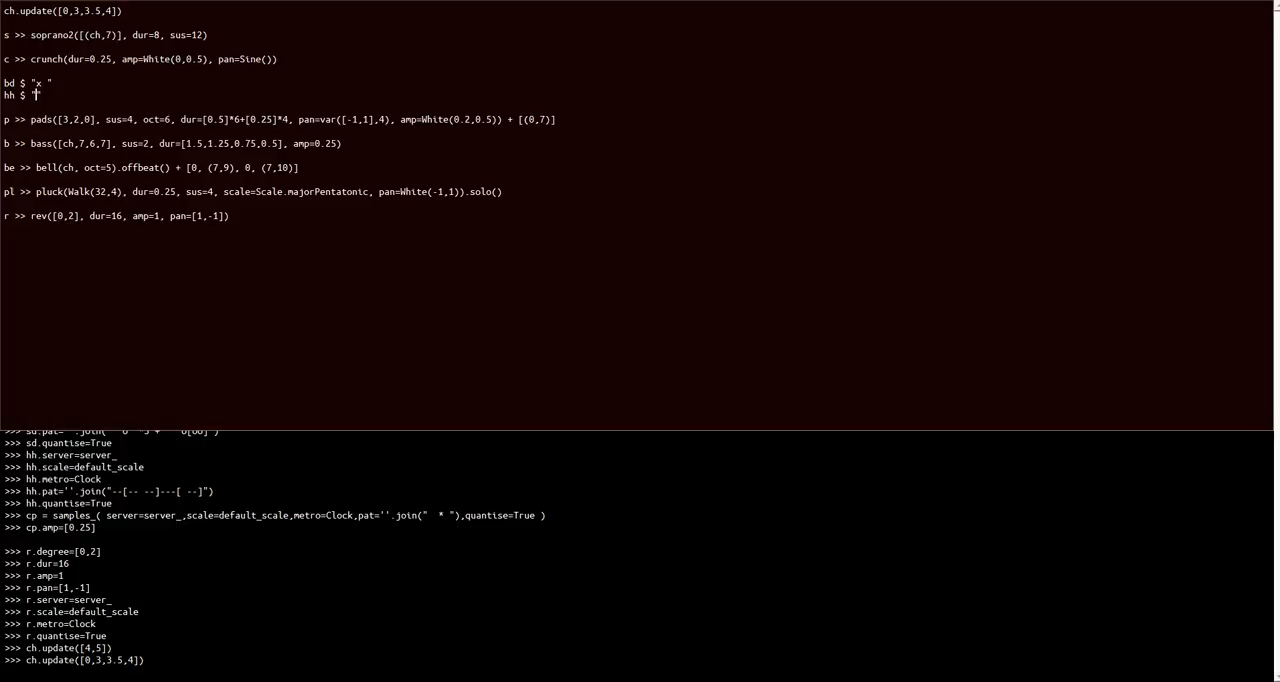 ch.update([0,3,3.5,4])
s >> soprano2([(ch,7)], dur=8, sus=12)
c >> crunch(dur=0.25, amp=White(0,0.5), pan=Sine())
bd $ "x "
hh $ ""
p >> pads([3,2,0], sus=4, oct=6, dur=[0.5]*6+[0.25]*4, pan=var([-1,1],4), amp=White(0.2,0.5)) + [(0,7)]
b >> bass([ch,7,6,7], sus=2, dur=[1.5,1.25,0.75,0.5], amp=0.25)
be >> bell(ch, oct=5).offbeat() + [0, (7,9), 0, (7,10)]
pl >> pluck(Walk(32,4), dur=0.25, sus=4, scale=Scale.majorPentatonic, pan=White(-1,1)).solo()
r >> rev([0,2], dur=16, amp=1, pan=[1,-1])
>>> sd.quantise=True
>>> hh.server=server_
>>> hh.scale=default_scale
>>> hh.metro=Clock
>>> hh.pat=''.join("--[-- --]---[ --]")
>>> hh.quantise=True
>>> cp = samples_( server=server_,scale=default_scale,metro=Clock,pat=''.join("  * "),quantise=True )
>>> cp.amp=[0.25]
>>> r.degree=[0,2]
>>> r.dur=16
>>> r.amp=1
>>> r.pan=[1,-1]
>>> r.server=server_
>>> r.scale=default_scale
>>> r.metro=Clock
>>> r.quantise=True
>>> ch.update([4,5])
>>> ch.update([0,3,3.5,4])